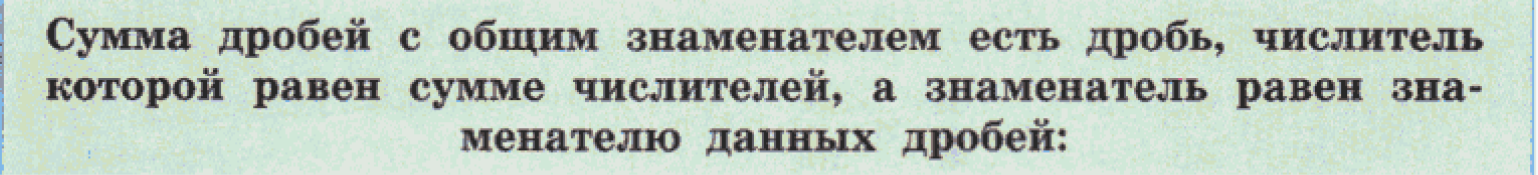 Сумма дробей с общим знаменателем есть дробь, числитель
которой равен сумме числителей, а знаменатель равен зна-
менателю данных дробей: